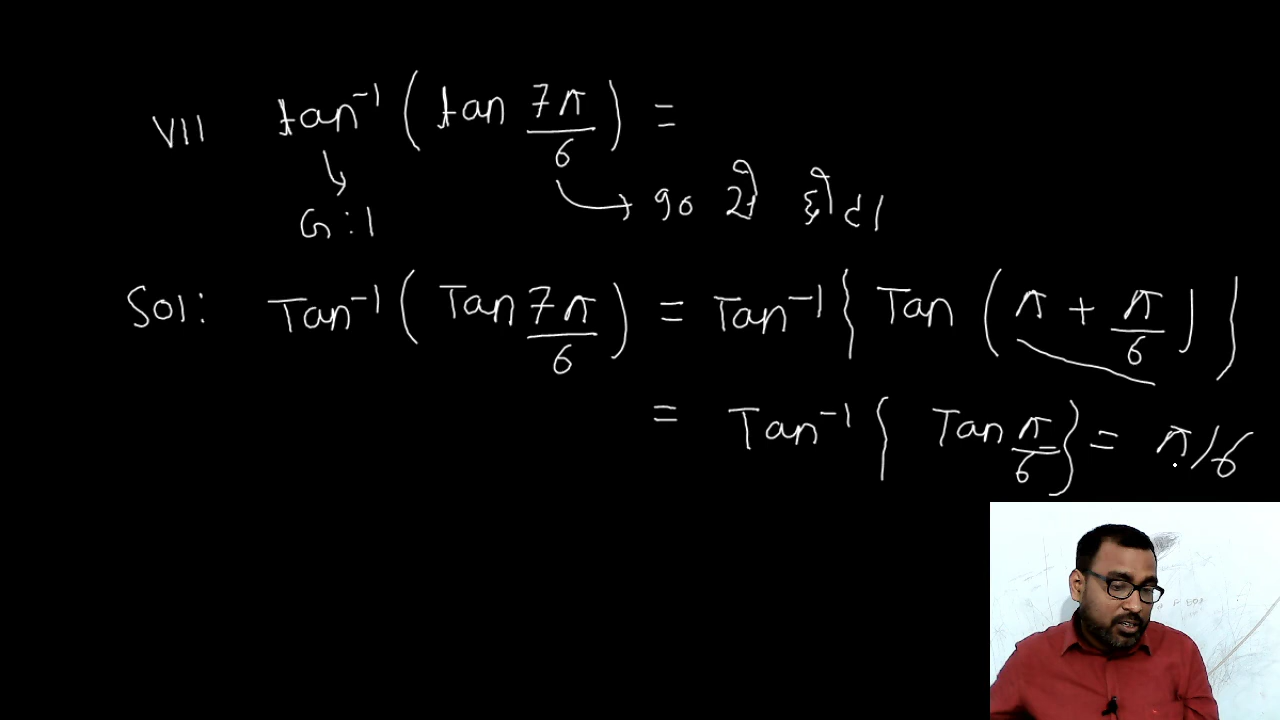 VII tan⁻¹ ( tan 7π/6 ) =
G : 1
90 से छोटा
Sol: Tan⁻¹ ( Tan 7π/6 ) = Tan⁻¹ { Tan ( π + π/6 ) }
= Tan⁻¹ { Tan π/6 } = π/6